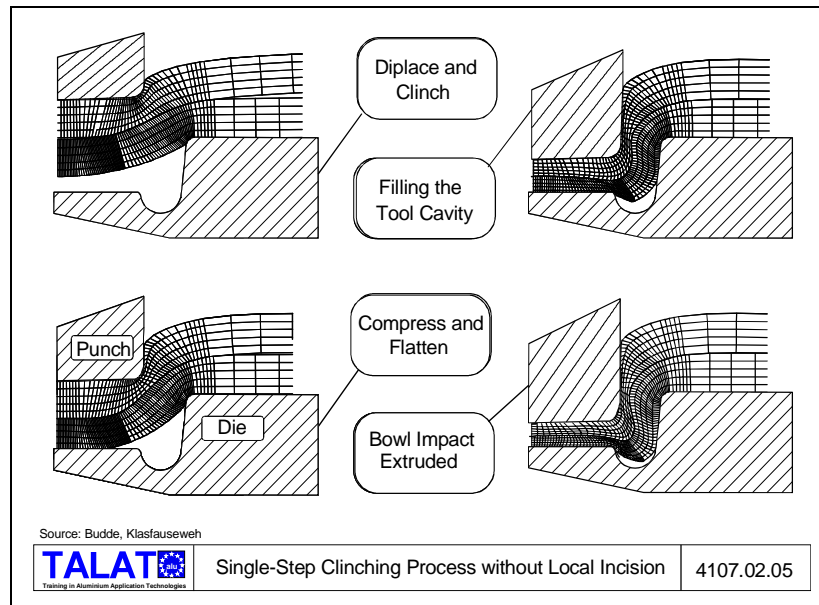 Diplace and
Clinch
Filling the
Tool Cavity
Punch
Die
Compress and
Flatten
Bowl Impact
Extruded
Source: Budde, Klasfauseweh
TALAT
alu
Training in Aluminium Application Technologies
Single-Step Clinching Process without Local Incision
4107.02.05